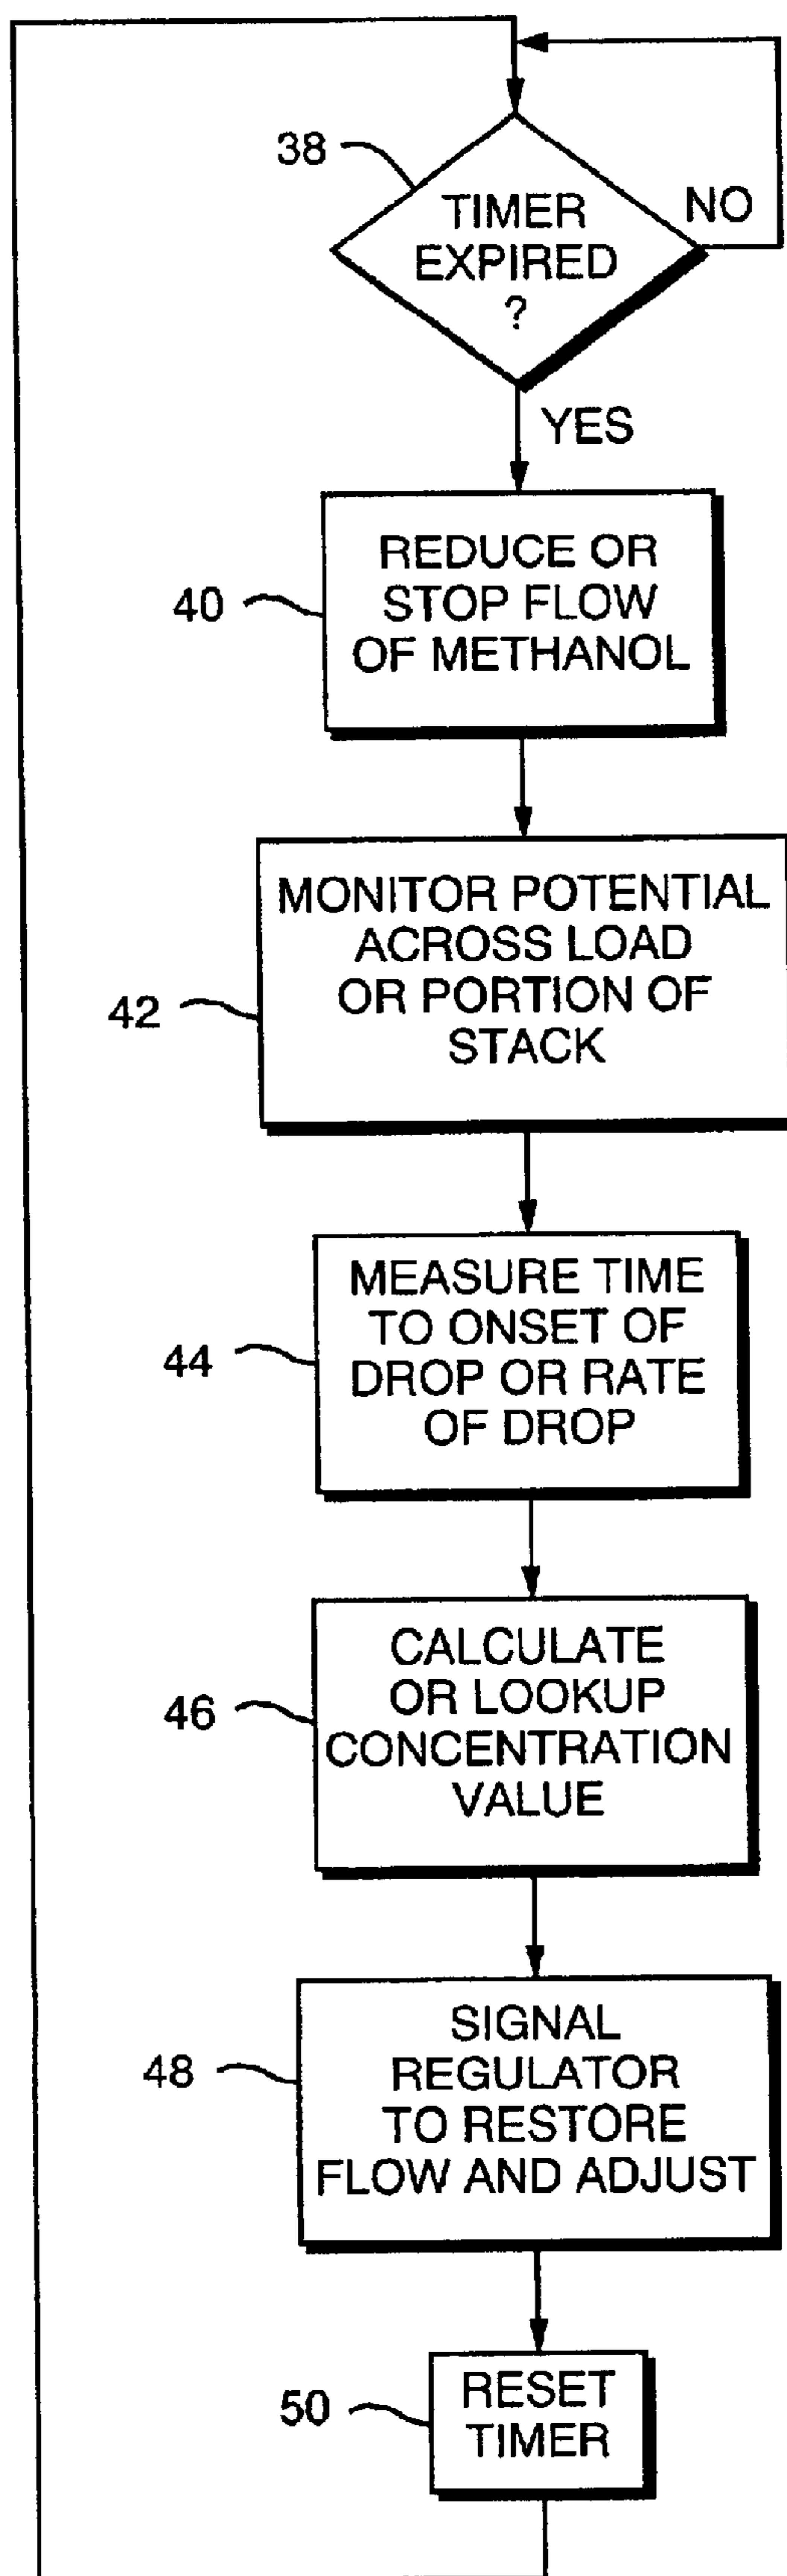 38
TIMER
EXPIRED
?
NO
YES
40
REDUCE OR
STOP FLOW
OF METHANOL
42
MONITOR POTENTIAL
ACROSS LOAD
OR PORTION OF
STACK
44
MEASURE TIME
TO ONSET OF
DROP OR RATE
OF DROP
46
CALCULATE
OR LOOKUP
CONCENTRATION
VALUE
48
SIGNAL
REGULATOR
TO RESTORE
FLOW AND ADJUST
50
RESET
TIMER